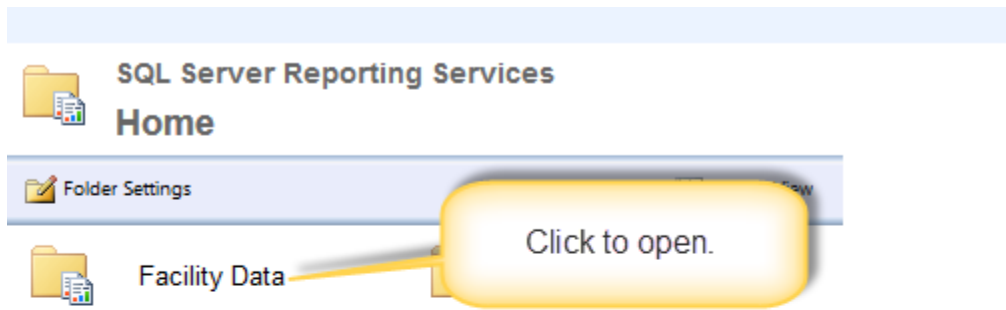 SQL Server Reporting Services
Home
Folder Settings
Click to open.
Facility Data